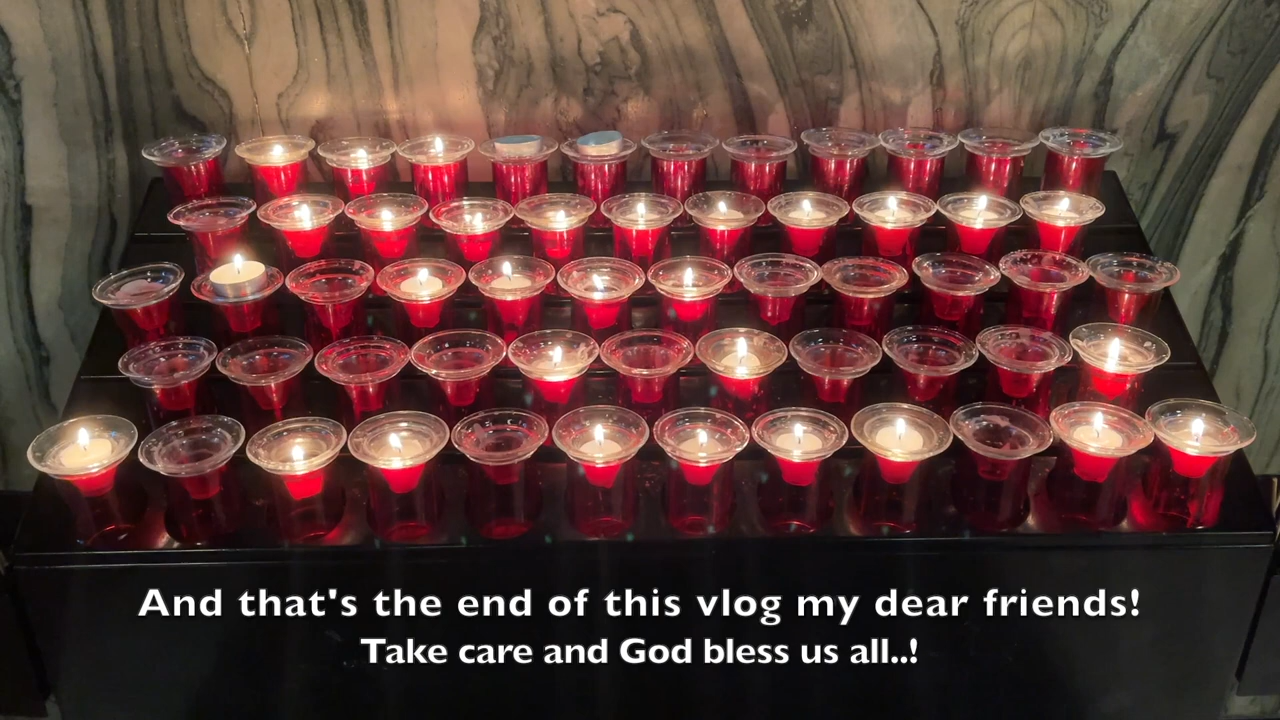 And that's the end of this vlog my dear friends!
Take care and God bless us all..!